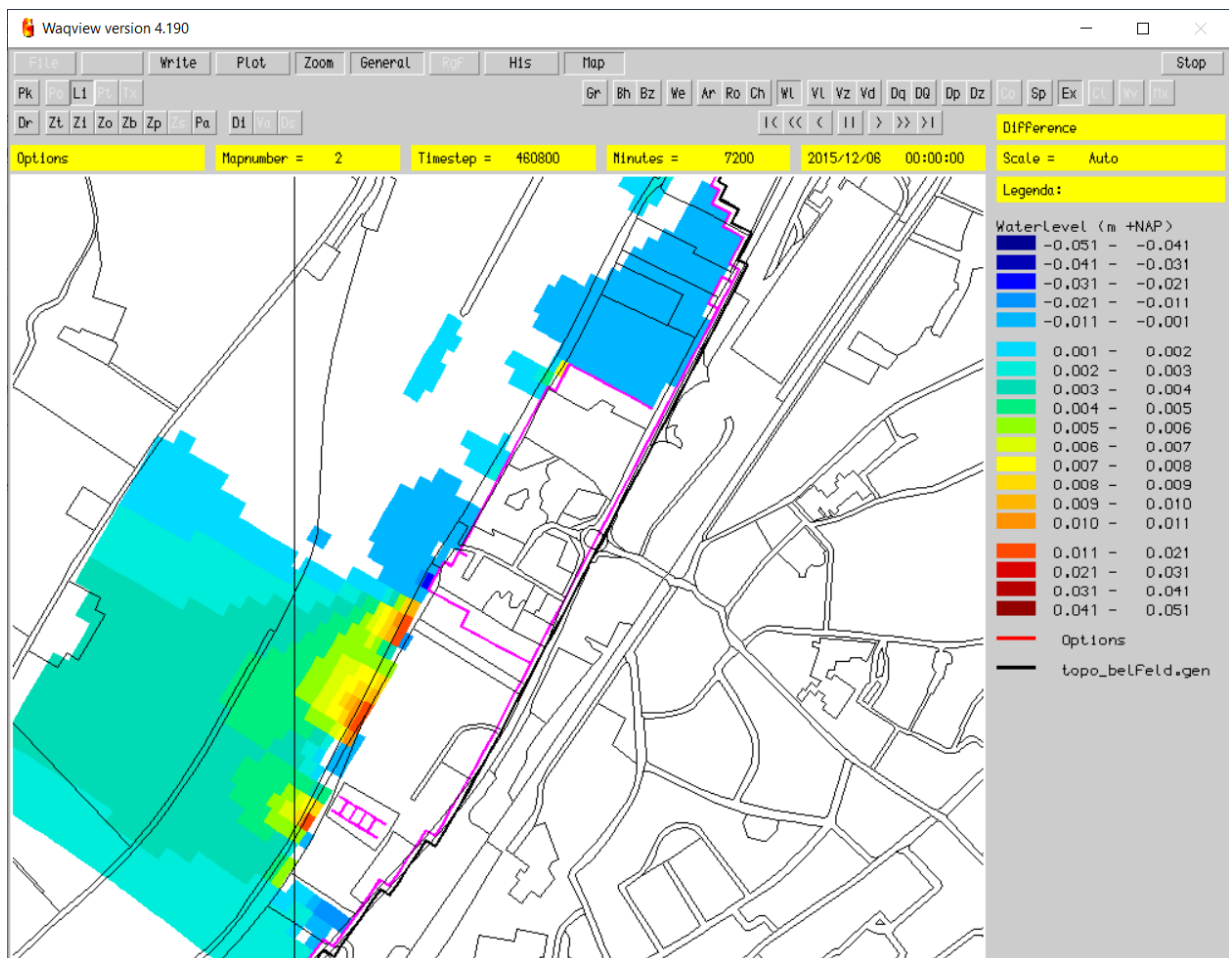 Waqview version 4.190
File Write Plot Zoom General RgF His Map Stop
Pk Po Li Pt Tx Gr Bh Bz We Ar Ro Ch Wl Vl Vz Vd Dq DQ Dp Dz Co Sp Ex Cl Wv Mx
Dr Zt Zi Zo Zb Zp Zs Pa Di Va Ds |< << < || > >> >|
Difference
Options Mapnumber = 2 Timestep = 460800 Minutes = 7200 2015/12/06 00:00:00 Scale = Auto
Legenda:
Waterlevel (m +NAP)
-0.051 - -0.041
-0.041 - -0.031
-0.031 - -0.021
-0.021 - -0.011
-0.011 - -0.001
0.001 - 0.002
0.002 - 0.003
0.003 - 0.004
0.004 - 0.005
0.005 - 0.006
0.006 - 0.007
0.007 - 0.008
0.008 - 0.009
0.009 - 0.010
0.010 - 0.011
0.011 - 0.021
0.021 - 0.031
0.031 - 0.041
0.041 - 0.051
Options
topo_belFeld.gen